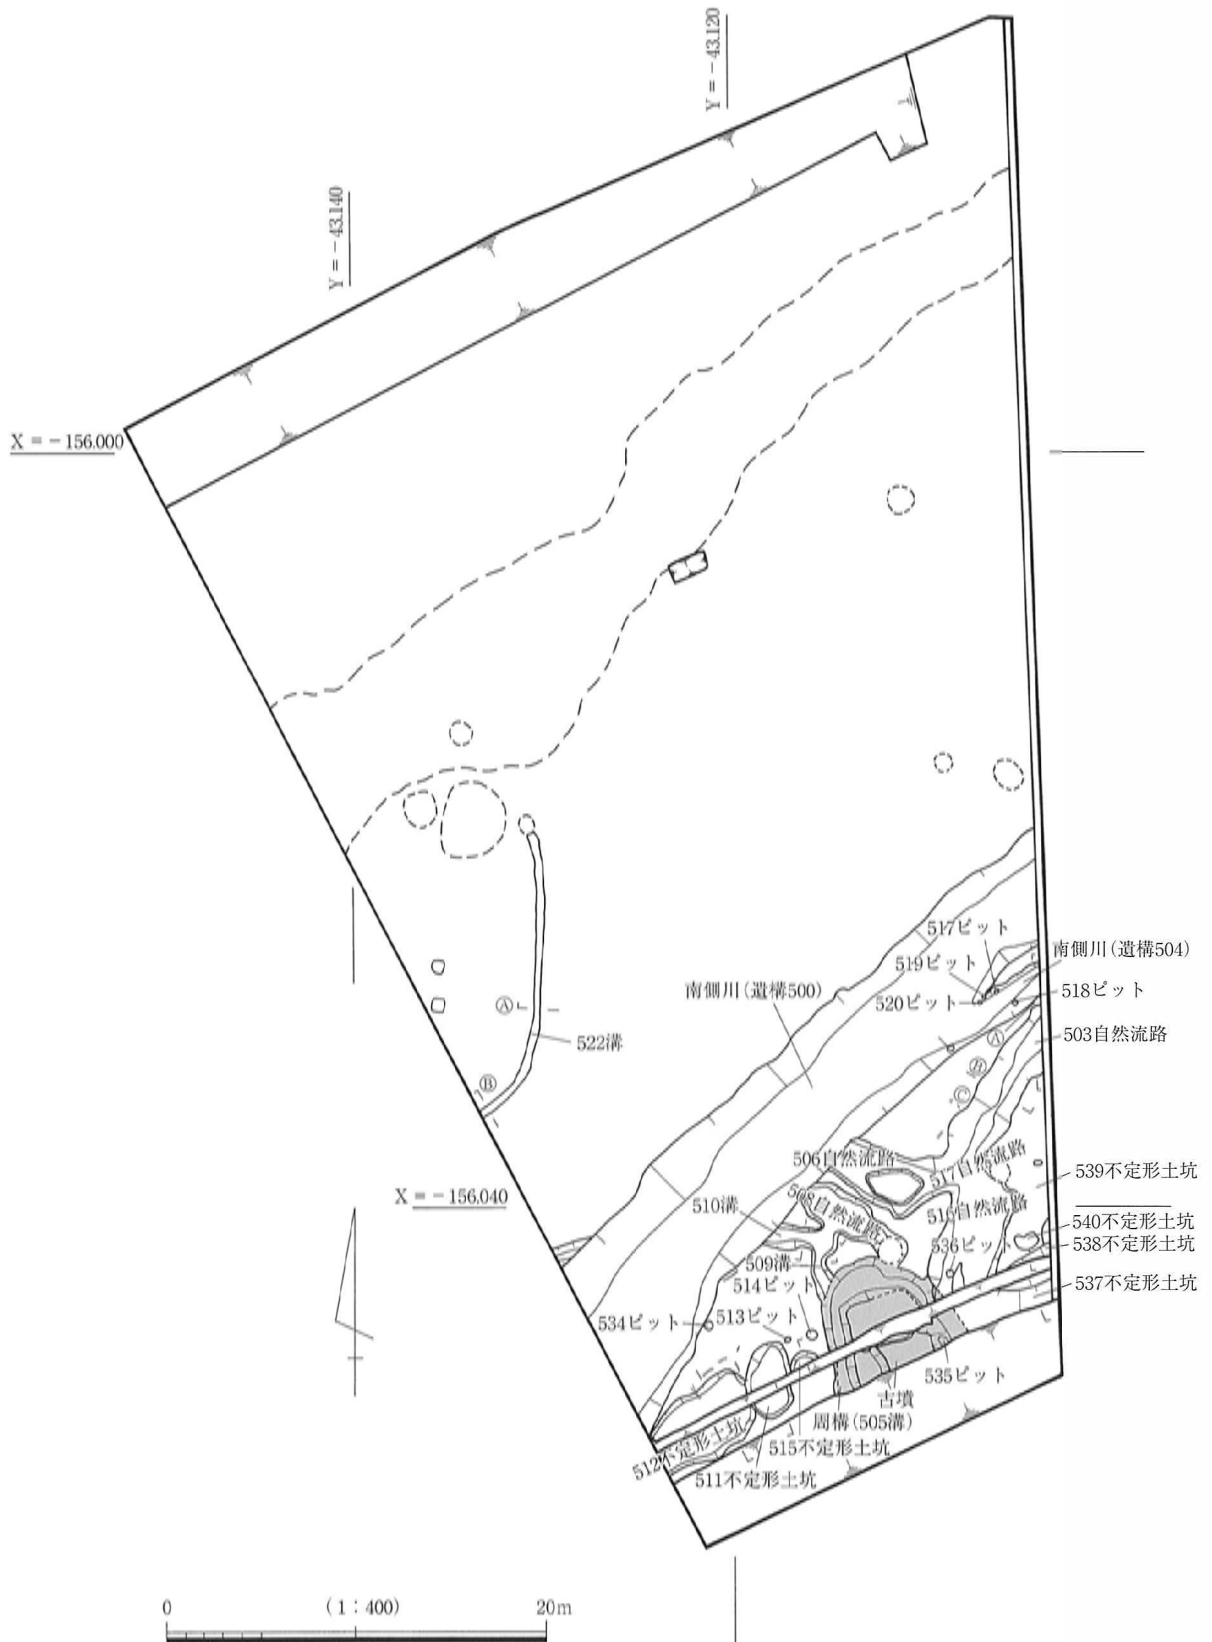 Y = －43.120
Y = －43.140
X = －156.000
517ピット
南側川(遺構504)
519ピット
南側川(遺構500)
520ピット
518ピット
Ⓐ
522溝
Ⓐ
503自然流路
Ⓑ
Ⓑ
Ⓒ
506自然流路
517自然流路
539不定形土坑
X = －156.040
510溝
508自然流路
516自然流路
540不定形土坑
536ピット
538不定形土坑
509溝
514ピット
537不定形土坑
534ピット
513ピット
535ピット
古墳
周構(505溝)
512不定形土坑
515不定形土坑
511不定形土坑
0
(1：400)
20m